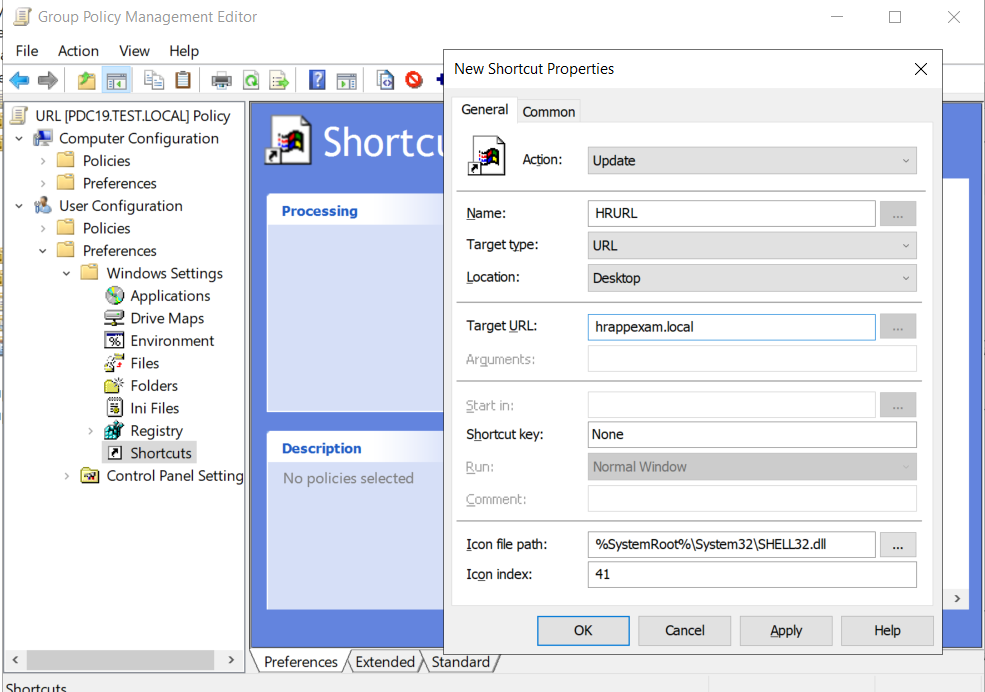 Group Policy Management Editor
File Action View Help
URL [PDC19.TEST.LOCAL] Policy
Computer Configuration
Policies
Preferences
User Configuration
Policies
Preferences
Windows Settings
Applications
Drive Maps
Environment
Files
Folders
Ini Files
Registry
Shortcuts
Control Panel Setting
Shortcu
Processing
Description
No policies selected
Preferences Extended Standard
Shortcuts
New Shortcut Properties
General Common
Action: Update
Name: HRURL ...
Target type: URL
Location: Desktop
Target URL: hrappexam.local ...
Arguments:
Start in: ...
Shortcut key: None
Run: Normal Window
Comment:
Icon file path: %SystemRoot%\System32\SHELL32.dll ...
Icon index: 41
OK Cancel Apply Help